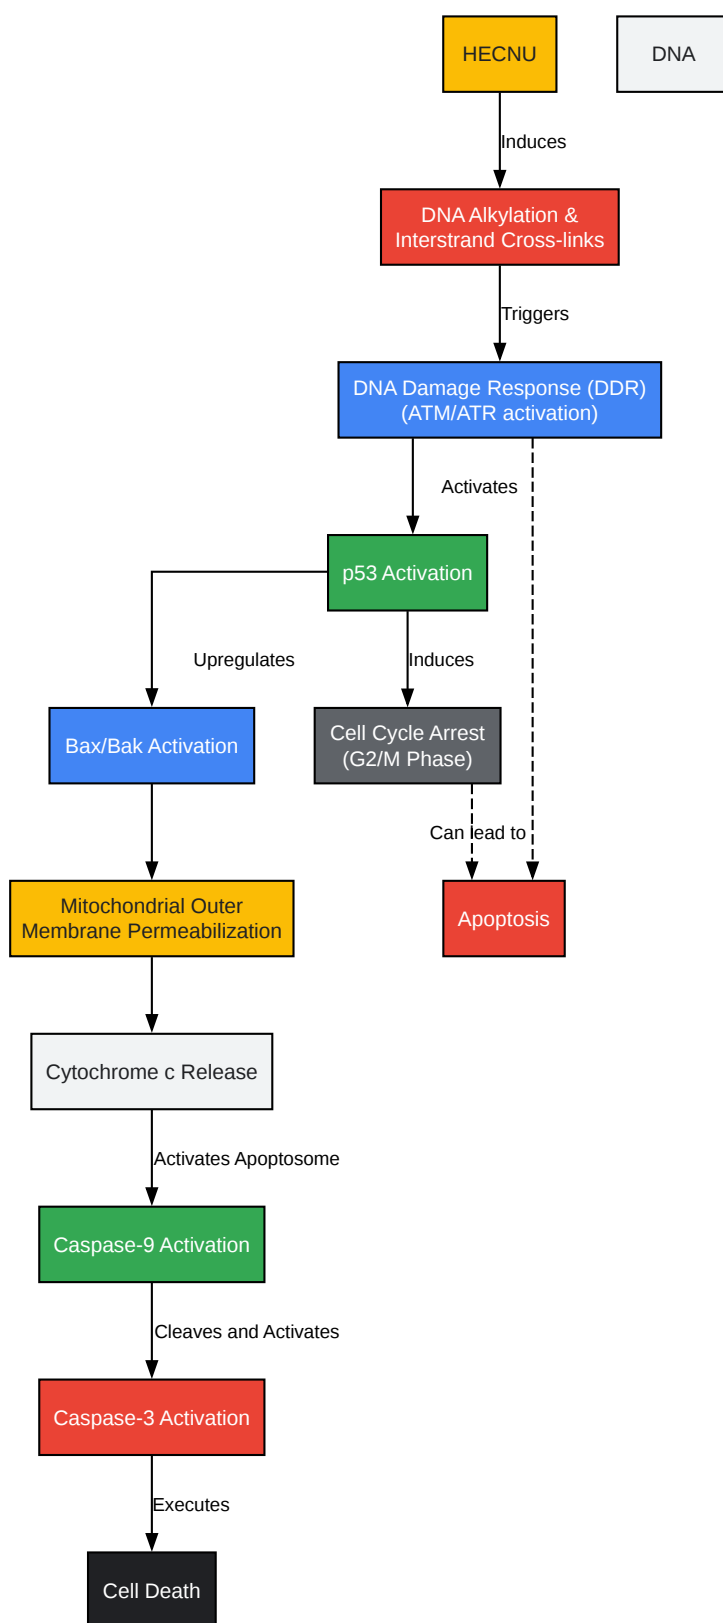 HECNU
DNA
Induces
DNA Alkylation &
Interstrand Cross-links
Triggers
DNA Damage Response (DDR)
(ATM/ATR activation)
Activates
p53 Activation
Upregulates
Induces
Bax/Bak Activation
Cell Cycle Arrest
(G2/M Phase)
Can lead to
Mitochondrial Outer
Membrane Permeabilization
Apoptosis
Cytochrome c Release
Activates Apoptosome
Caspase-9 Activation
Cleaves and Activates
Caspase-3 Activation
Executes
Cell Death